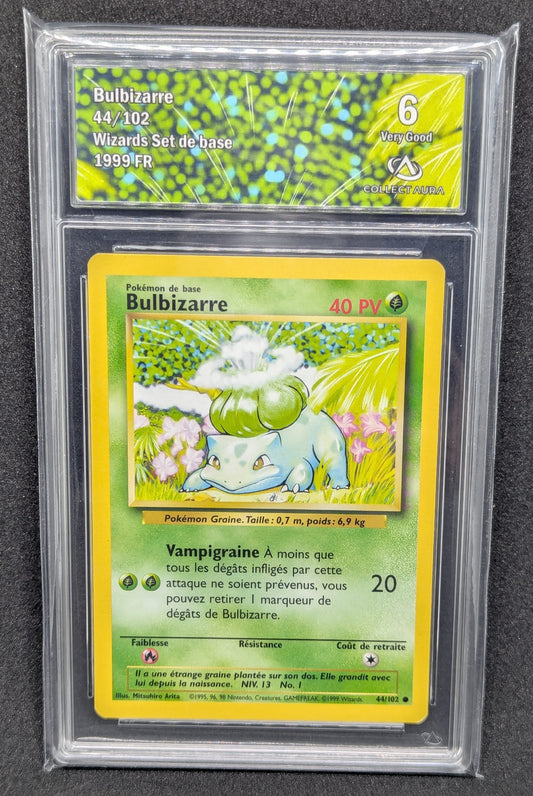 Bulbizarre
44/102
Wizards Set de base
1999 FR
6
Very Good
COLLECT AURA
Pokémon de base
Bulbizarre 40 PV
Pokémon Graine. Taille : 0,7 m, poids : 6,9 kg
Vampigraine À moins que
tous les dégâts infligés par cette
attaque ne soient prévenus, vous
pouvez retirer 1 marqueur de
dégâts de Bulbizarre.
20
Faiblesse Résistance Coût de retraite
Il a une étrange graine plantée sur son dos. Elle grandit avec
lui depuis la naissance. NIV. 13 No. 1
Illus. Mitsuhiro Arita ©1995, 96, 98 Nintendo, Creatures, GAMEFREAK. ©1999 Wizards. 44/102